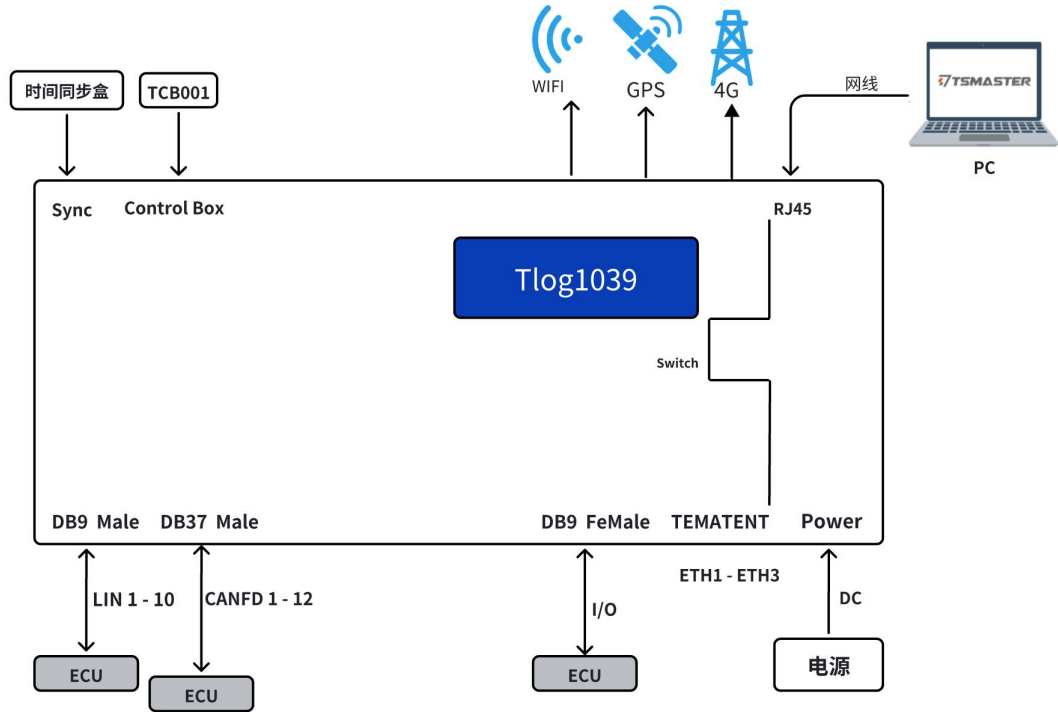 WIFI
GPS
4G
网线
TSMASTER
PC
时间同步盒
TCB001
Sync
Control Box
RJ45
Tlog1039
Switch
DB9 Male
DB37 Male
DB9 FeMale
TEMATENT
Power
LIN 1 - 10
CANFD 1 - 12
I/O
ETH1 - ETH3
DC
ECU
ECU
ECU
电源